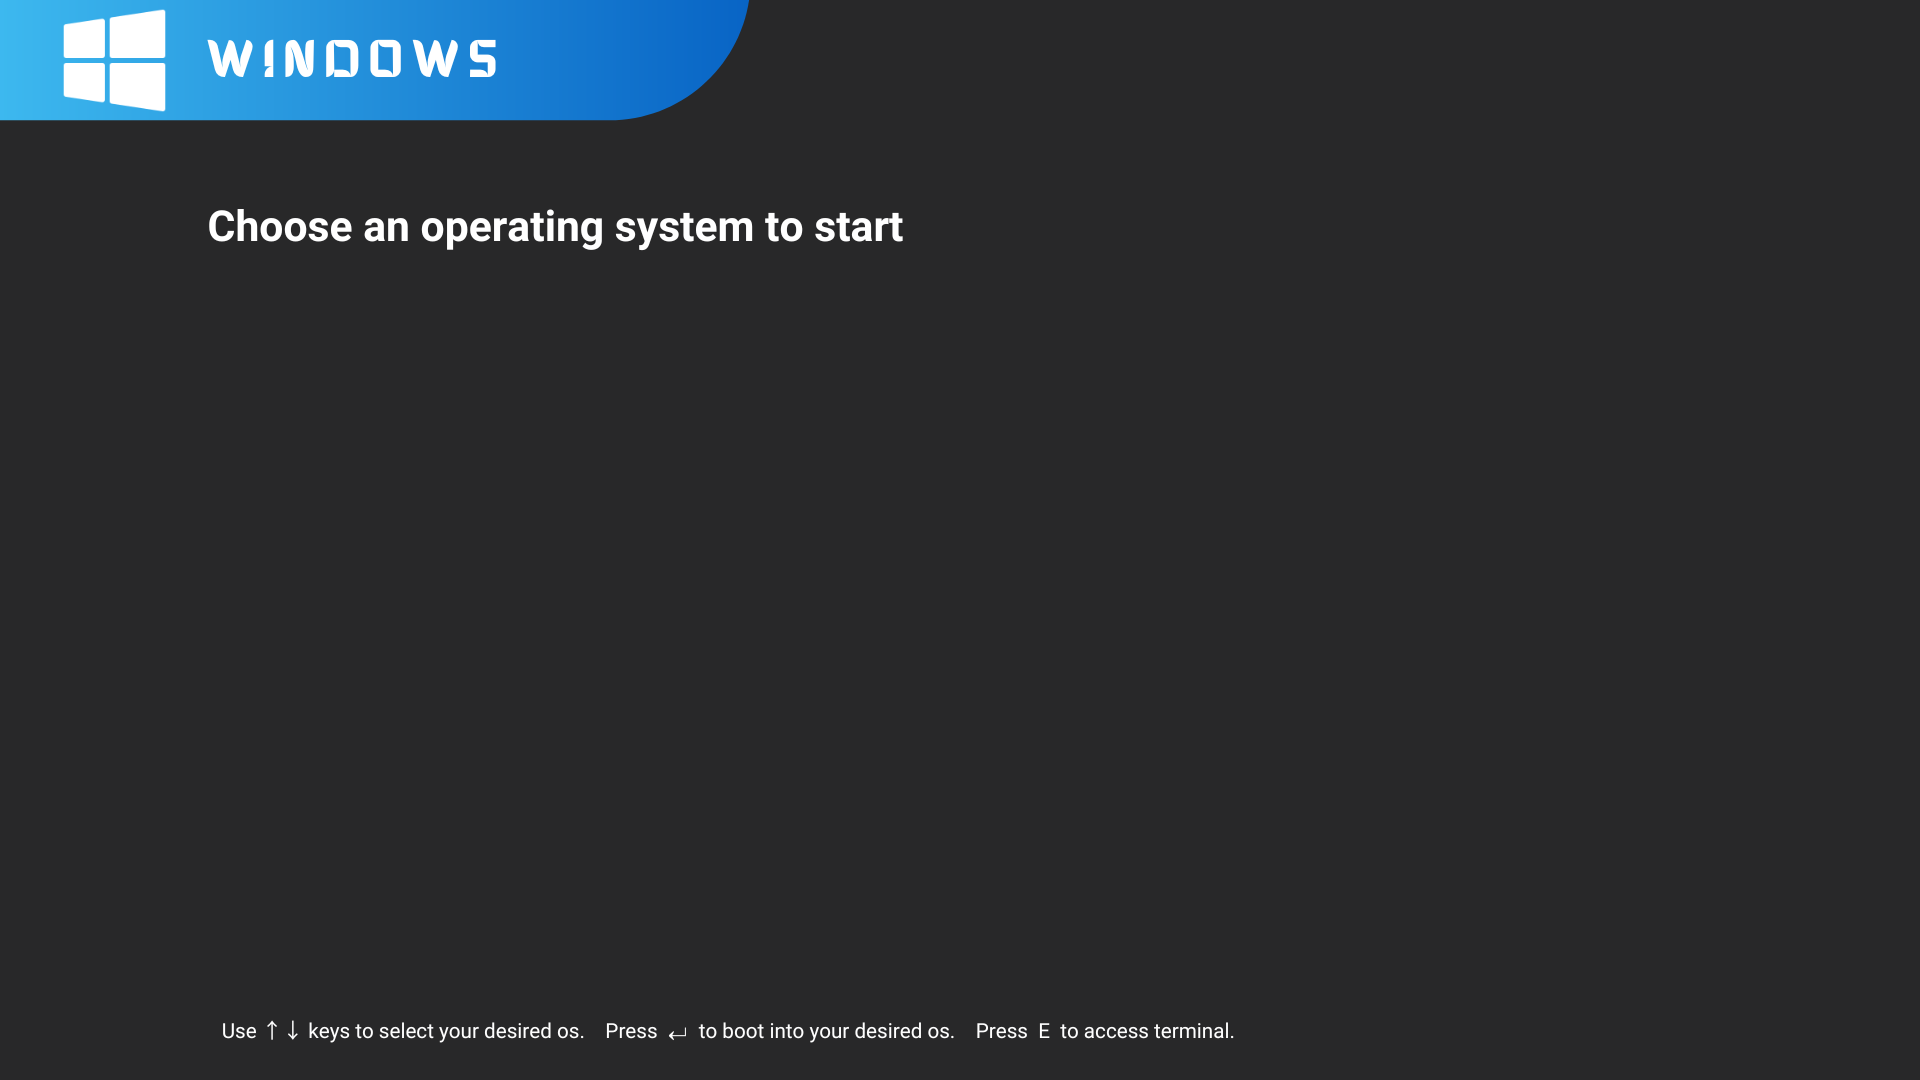 WINDOWS
Choose an operating system to start
Use ↑ ↓ keys to select your desired os. Press ↵ to boot into your desired os. Press E to access terminal.